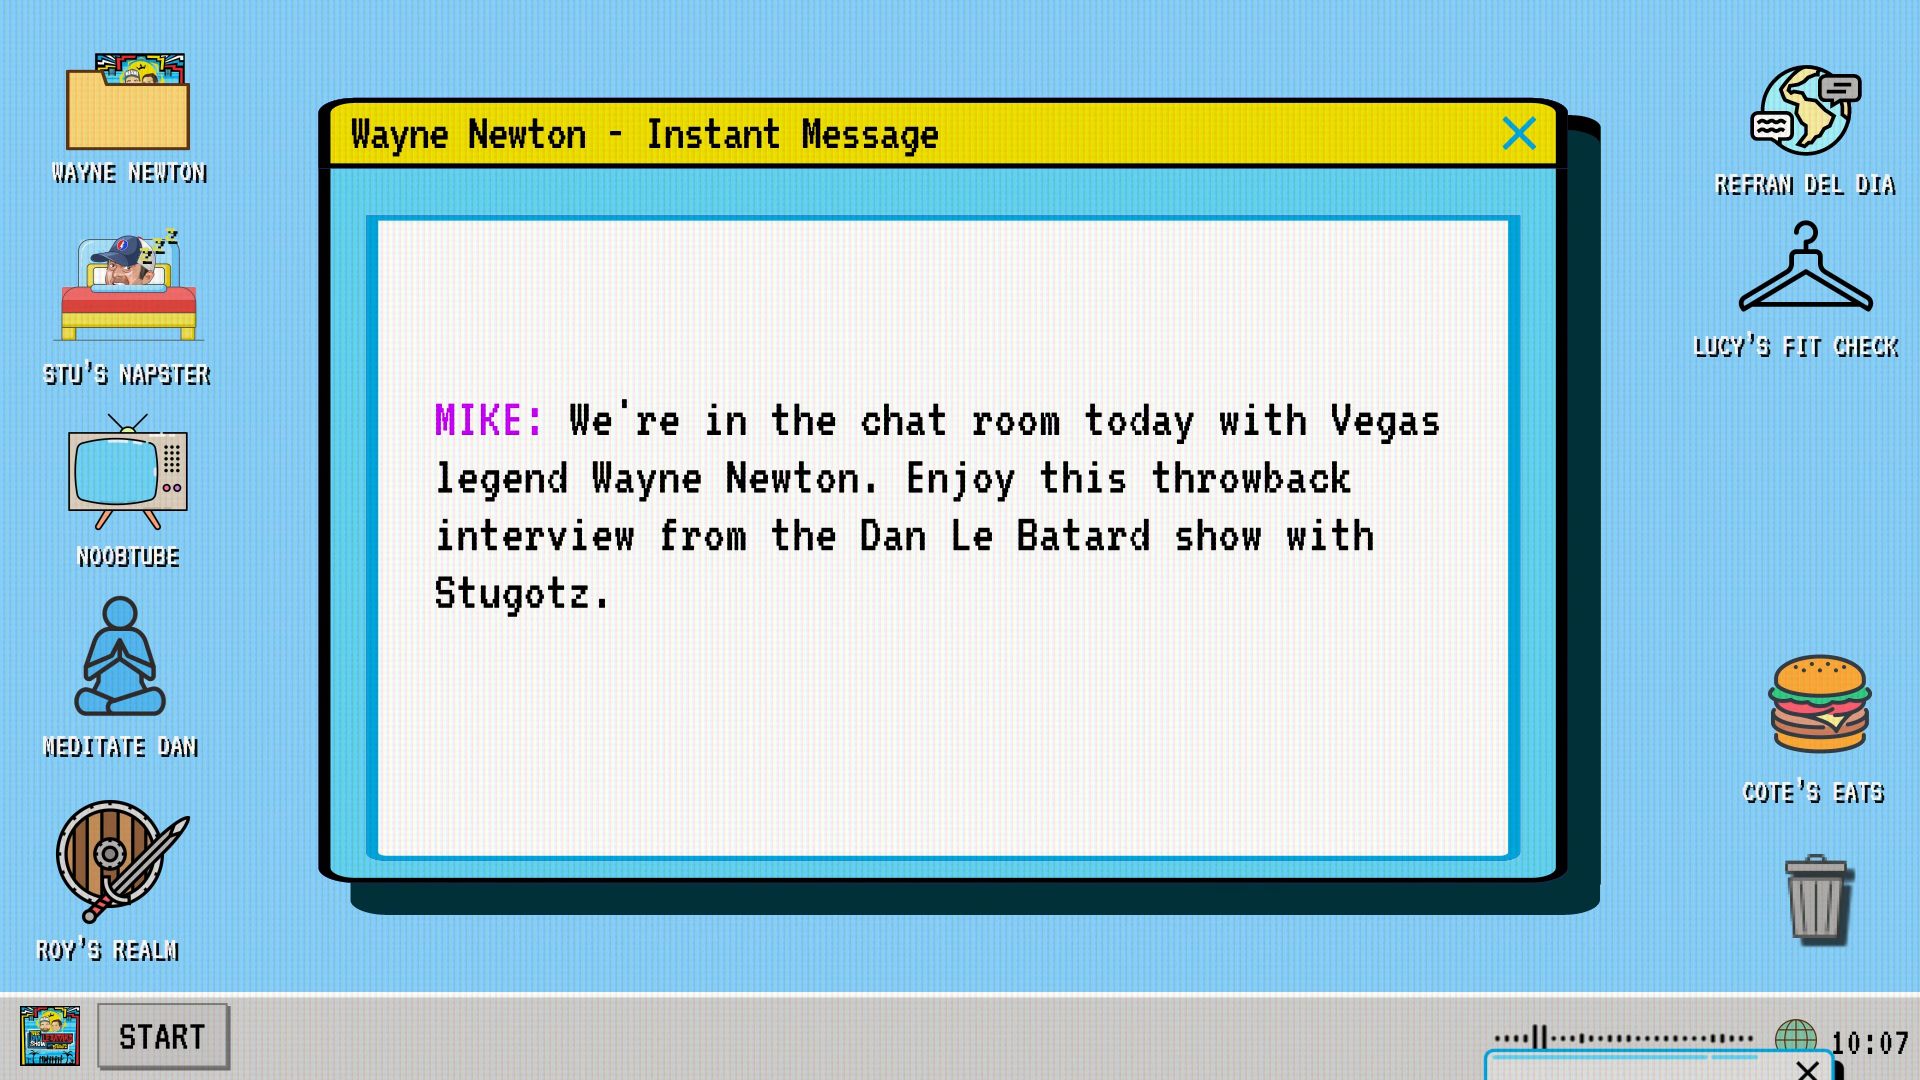 Wayne Newton - Instant Message
WAYNE NEWTON
STU'S NAPSTER
NOOBTUBE
MEDITATE DAN
ROY'S REALM
MIKE: We're in the chat room today with Vegas
legend Wayne Newton. Enjoy this throwback
interview from the Dan Le Batard show with
Stugotz.
REFRAN DEL DIA
LUCY'S FIT CHECK
COTE'S EATS
START
10:07